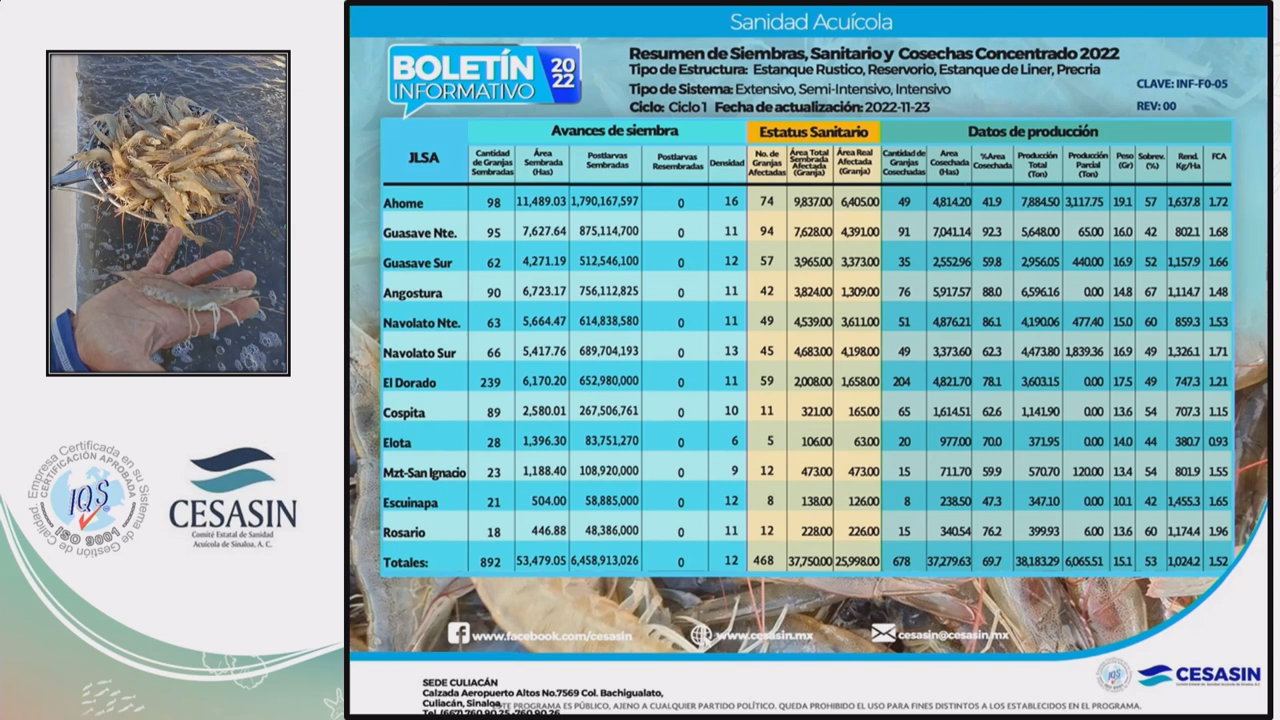 Sanidad Acuícola
BOLETÍN
INFORMATIVO
20
22
Resumen de Siembras, Sanitario y Cosechas Concentrado 2022
Tipo de Estructura: Estanque Rustico, Reservorio, Estanque de Liner, Precria
Tipo de Sistema: Extensivo, Semi-Intensivo, Intensivo
Ciclo: Ciclo 1 Fecha de actualización: 2022-11-23
CLAVE: INF-F0-05
REV: 00
Avances de siembra Estatus Sanitario Datos de producción
JLSA
Cantidad de Granjas Sembradas
Área Sembrada (Has)
Postlarvas Sembradas
Postlarvas Resembradas
Densidad
No. de Granjas Afectadas
Área Total Sembrada Afectada (Granja)
Área Real Afectada (Granja)
Cantidad de Granjas Cosechadas
Area Cosechada (Has)
%Area Cosechada
Producción Total (Ton)
Producción Parcial (Ton)
Peso (Gr)
Sobrev. (%)
Rend. Kg/Ha
FCA
Ahome 98 11,489.03 1,790,167,597 0 16 74 9,837.00 6,405.00 49 4,814.20 41.9 7,884.50 3,117.75 19.1 57 1,637.8 1.72
Guasave Nte. 95 7,627.64 875,114,700 0 11 94 7,628.00 4,391.00 91 7,041.14 92.3 5,648.00 65.00 16.0 42 802.1 1.68
Guasave Sur 62 4,271.19 512,546,100 0 12 57 3,965.00 3,373.00 35 2,552.96 59.8 2,956.05 440.00 16.9 52 1,157.9 1.66
Angostura 90 6,723.17 756,112,825 0 11 42 3,824.00 1,309.00 76 5,917.57 88.0 6,596.16 0.00 14.8 67 1,114.7 1.48
Navolato Nte. 63 5,664.47 614,838,580 0 11 49 4,539.00 3,611.00 51 4,876.21 86.1 4,190.06 477.40 15.0 60 859.3 1.53
Navolato Sur 66 5,417.76 689,704,193 0 13 45 4,683.00 4,198.00 49 3,373.60 62.3 4,473.80 1,839.36 16.9 49 1,326.1 1.71
El Dorado 239 6,170.20 652,980,000 0 11 59 2,008.00 1,658.00 204 4,821.70 78.1 3,603.15 0.00 17.5 49 747.3 1.21
Cospita 89 2,580.01 267,506,761 0 10 11 321.00 165.00 65 1,614.51 62.6 1,141.90 0.00 13.6 54 707.3 1.15
Elota 28 1,396.30 83,751,270 0 6 5 106.00 63.00 20 977.00 70.0 371.95 0.00 14.0 44 380.7 0.93
Mzt-San Ignacio 23 1,188.40 108,920,000 0 9 12 473.00 473.00 15 711.70 59.9 570.70 120.00 13.4 54 801.9 1.55
Escuinapa 21 504.00 58,885,000 0 12 8 138.00 126.00 8 238.50 47.3 347.10 0.00 10.1 42 1,455.3 1.65
Rosario 18 446.88 48,386,000 0 11 12 228.00 226.00 15 340.54 76.2 399.93 6.00 13.6 60 1,174.4 1.96
Totales: 892 53,479.05 6,458,913,026 0 12 468 37,750.00 25,998.00 678 37,279.63 69.7 38,183.29 6,065.51 15.1 53 1,024.2 1.52
Empresa Certificada en su Sistema de Gestión de Calidad
CERTIFICACIÓN APROBADA
IQS
ISO 9001
CESASIN
Comité Estatal de Sanidad
Acuícola de Sinaloa, A. C.
www.facebook.com/cesasin www.cesasin.mx cesasin@cesasin.mx
SEDE CULIACÁN
Calzada Aeropuerto Altos No.7569 Col. Bachigualato,
Culiacán, Sinaloa,
Tel. (667) 760 90 25 -760 90 26
ESTE PROGRAMA ES PÚBLICO, AJENO A CUALQUIER PARTIDO POLÍTICO. QUEDA PROHIBIDO EL USO PARA FINES DISTINTOS A LOS ESTABLECIDOS EN EL PROGRAMA.
CESASIN